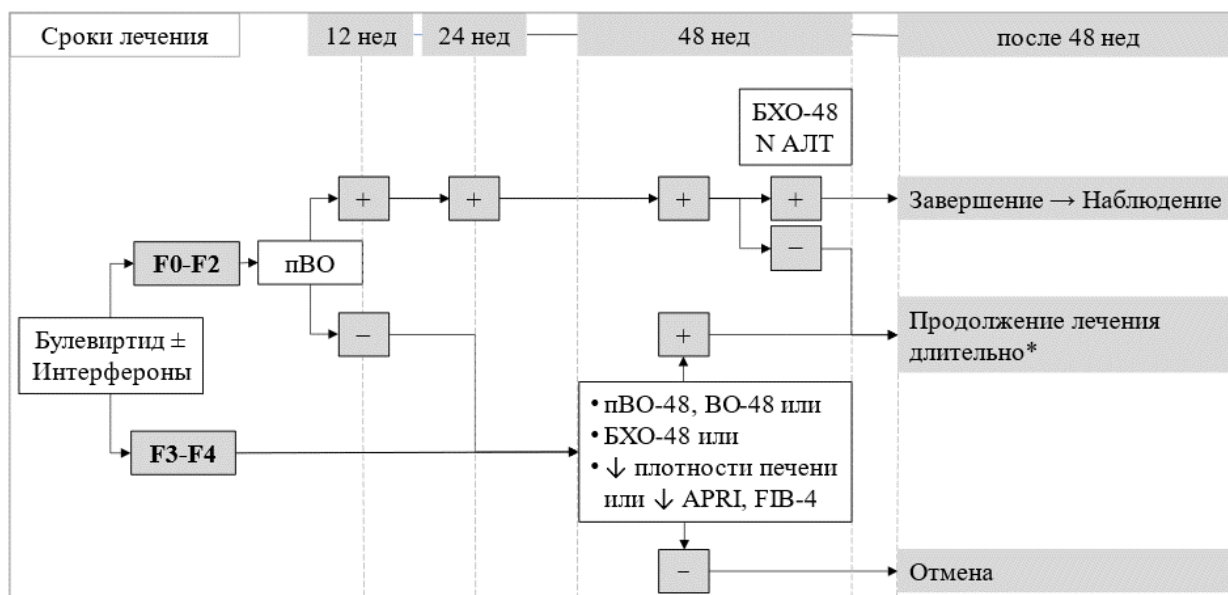 Сроки лечения
12 нед
24 нед
48 нед
после 48 нед
БХО-48
N АЛТ
+
+
+
+
Завершение → Наблюдение
−
F0-F2
пВО
Булевиртид ±
Интерфероны
−
+
Продолжение лечения
длительно*
F3-F4
• пВО-48, ВО-48 или
• БХО-48 или
• ↓ плотности печени
или ↓ APRI, FIB-4
−
Отмена